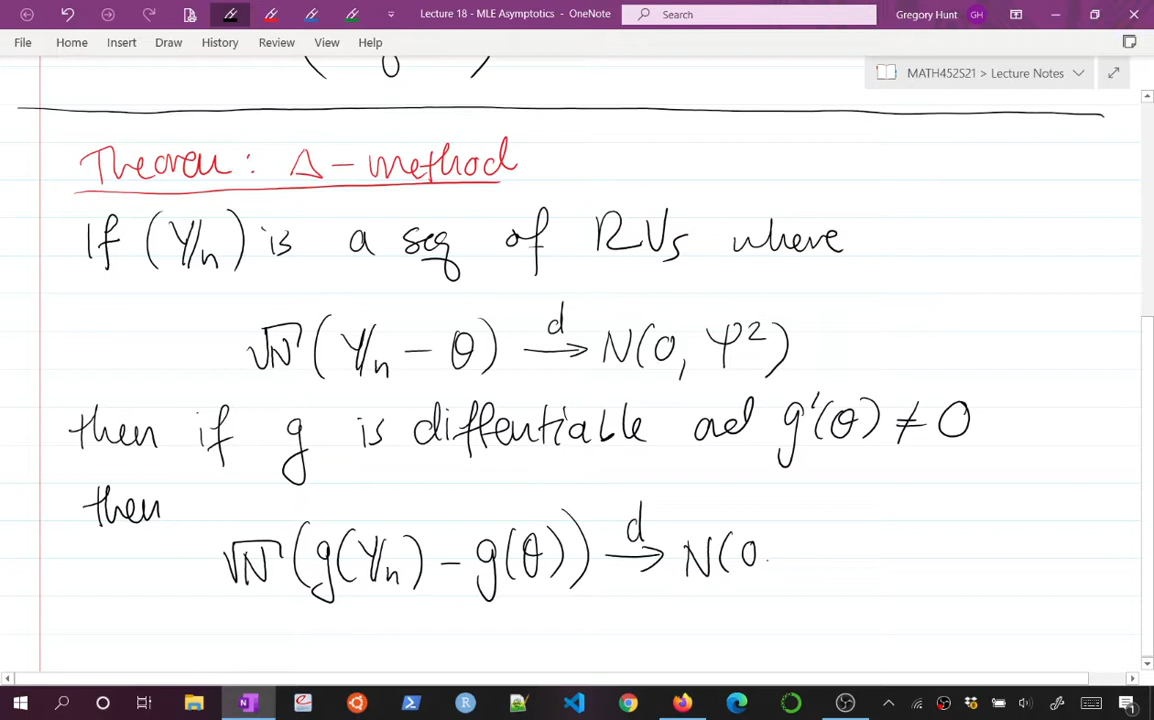 Lecture 18 - MLE Asymptotics - OneNote
Search
Gregory Hunt GH
File Home Insert Draw History Review View Help
MATH452S21 > Lecture Notes
Theorem: Δ-method
If (Yn) is a seq of RVs where
√N(Yn − θ) →d N(0, Ψ²)
then if g is diffentiable and g'(θ) ≠ 0
then
√N(g(Yn) − g(θ)) →d N(0